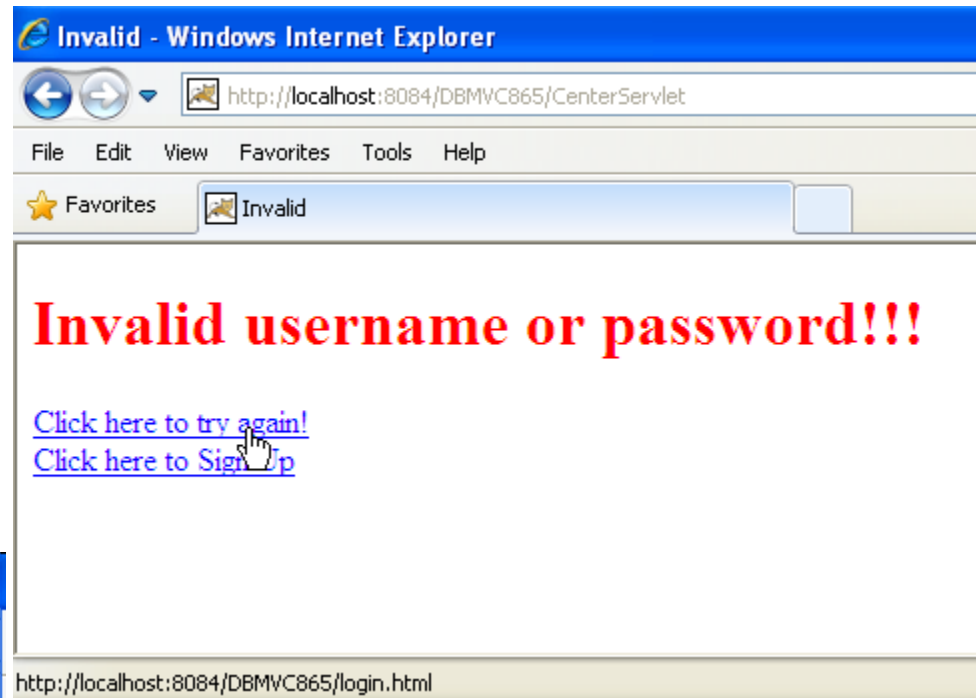 Invalid - Windows Internet Explorer
http://localhost:8084/DBMVC865/CenterServlet
File Edit View Favorites Tools Help
Favorites Invalid
Invalid username or password!!!
Click here to try again!
Click here to Sign Up
http://localhost:8084/DBMVC865/login.html